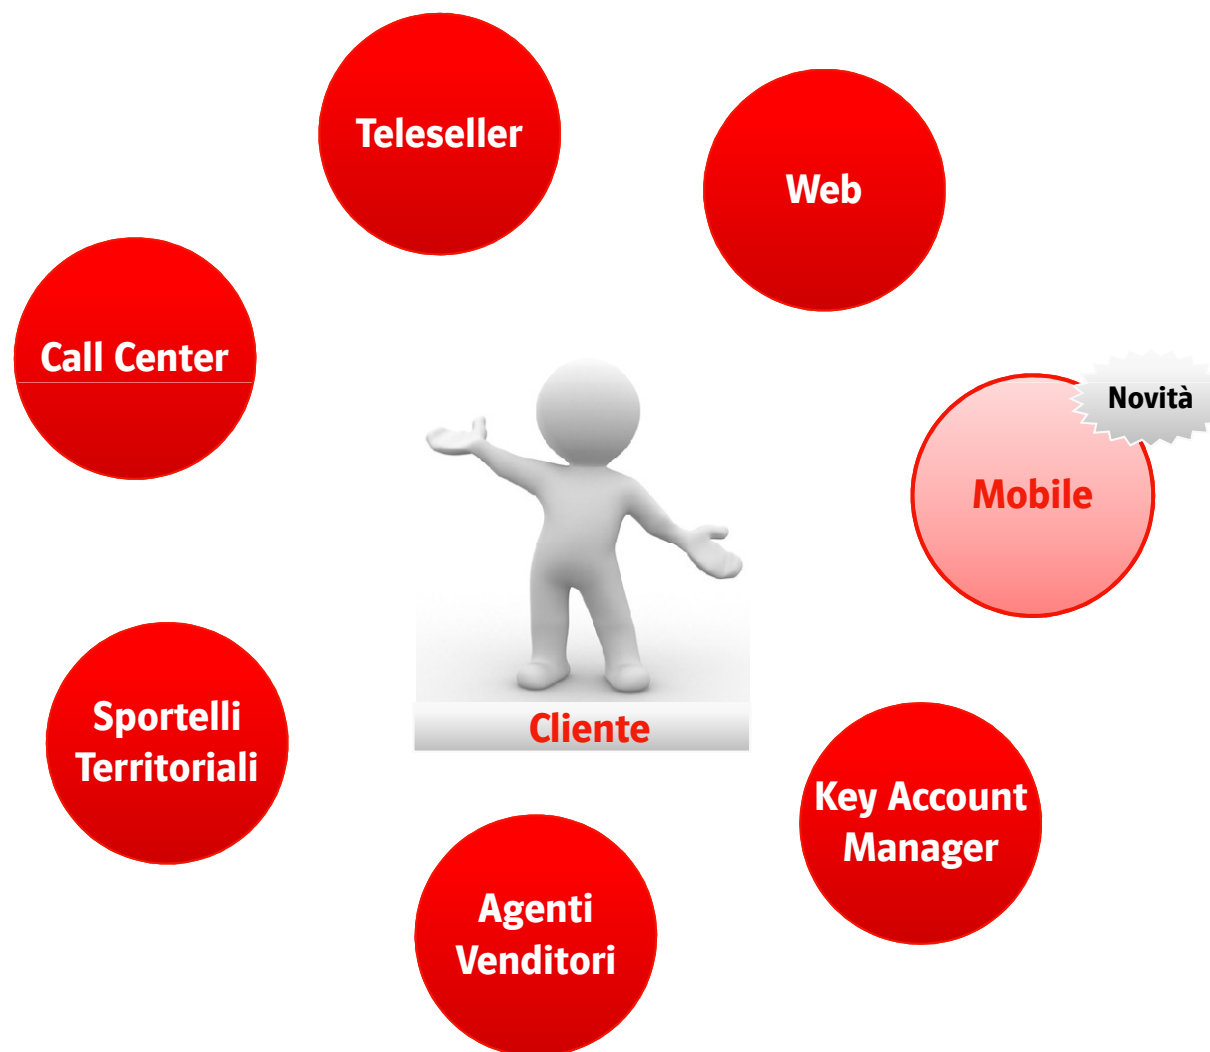 Teleseller
Web
Call Center
Novità
Mobile
Sportelli
Territoriali
Cliente
Key Account
Manager
Agenti
Venditori